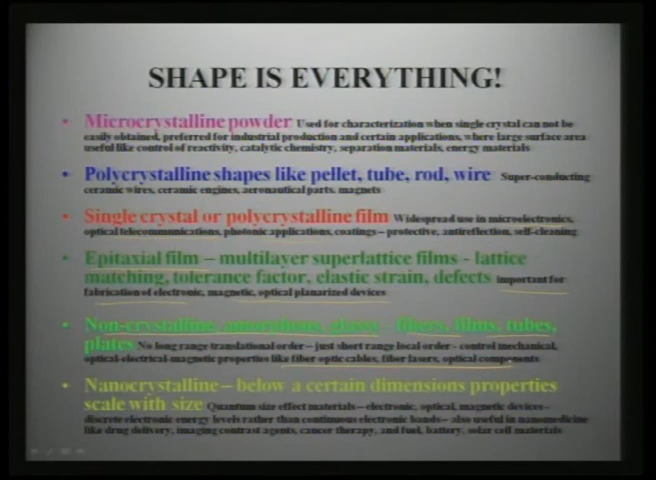 SHAPE IS EVERYTHING!
• Microcrystalline powder Used for characterization when single crystal can not be
easily obtained, preferred for industrial production and certain applications, where large surface area
useful like control of reactivity, catalytic chemistry, separation materials, energy materials
• Polycrystalline shapes like pellet, tube, rod, wire Super-conducting
ceramic wires, ceramic engines, aeronautical parts, magnets
• Single crystal or polycrystalline film Widespread use in microelectronics,
optical telecommunications, photonic applications, coatings – protective, antireflection, self-cleaning
• Epitaxial film – multilayer superlattice films - lattice
matching, tolerance factor, elastic strain, defects important for
fabrication of electronic, magnetic, optical planarized devices
• Non-crystalline, amorphous, glassy - fibers, films, tubes,
plates No long range translational order – just short range local order – control mechanical,
optical-electrical-magnetic properties like fiber optic cables, fiber lasers, optical components
• Nanocrystalline – below a certain dimensions properties
scale with size Quantum size effect materials – electronic, optical, magnetic devices –
discrete electronic energy levels rather than continuous electronic bands – also useful in nanomedicine
like drug delivery, imaging contrast agents, cancer therapy, and fuel, battery, solar cell materials